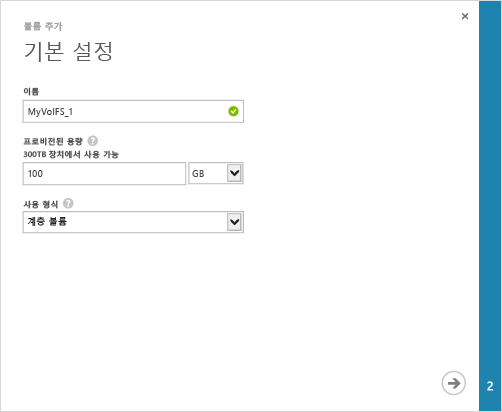 볼륨 추가
기본 설정
이름
MyVolFS_1
프로비전된 용량 ?
300TB 장치에서 사용 가능
100 GB
사용 형식 ?
계층 볼륨
2